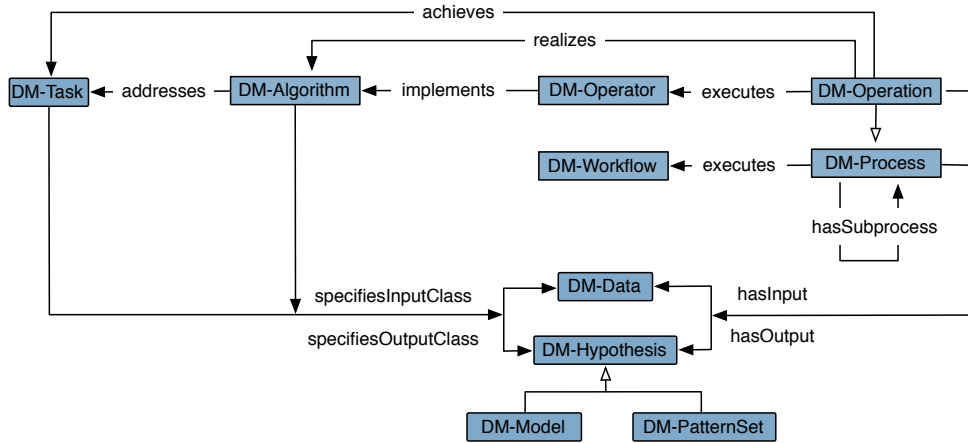 achieves
realizes
DM-Task
addresses
DM-Algorithm
implements
DM-Operator
executes
DM-Operation
DM-Workflow
executes
DM-Process
hasSubprocess
specifiesInputClass
DM-Data
hasInput
specifiesOutputClass
DM-Hypothesis
hasOutput
DM-Model
DM-PatternSet